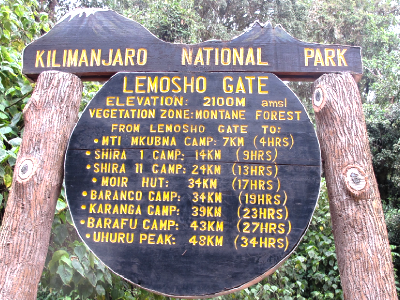 KILIMANJARO NATIONAL PARK
LEMOSHO GATE
ELEVATION: 2100M amsl
VEGETATION ZONE: MONTANE FOREST
FROM LEMOSHO GATE TO:
• MTI MKUBWA CAMP: 7KM (4HRS)
• SHIRA 1 CAMP: 14KM (9HRS)
• SHIRA 11 CAMP: 24KM (13HRS)
• MOIR HUT: 34KM (17HRS)
• BARANCO CAMP: 34KM (19HRS)
• KARANGA CAMP: 39KM (23HRS)
• BARAFU CAMP: 43KM (27HRS)
• UHURU PEAK: 48KM (34HRS)